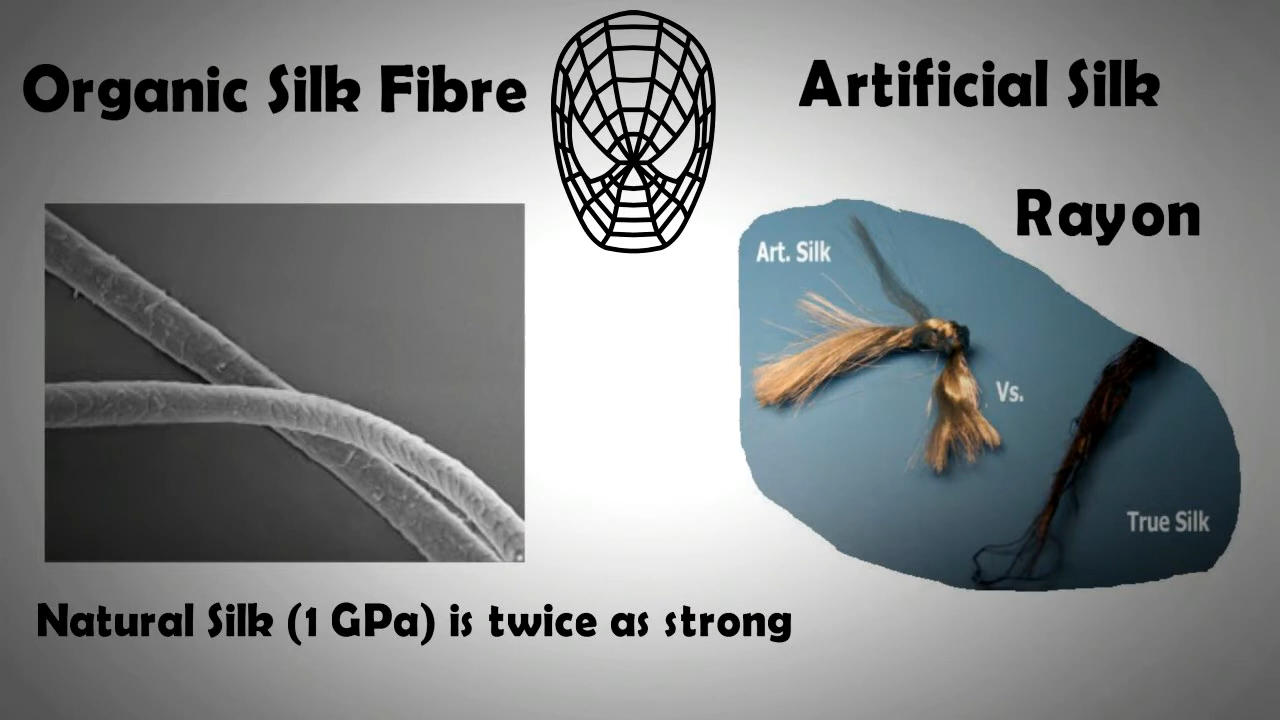 Organic Silk Fibre
Artificial Silk
Rayon
Art. Silk
Vs.
True Silk
Natural Silk (1 GPa) is twice as strong